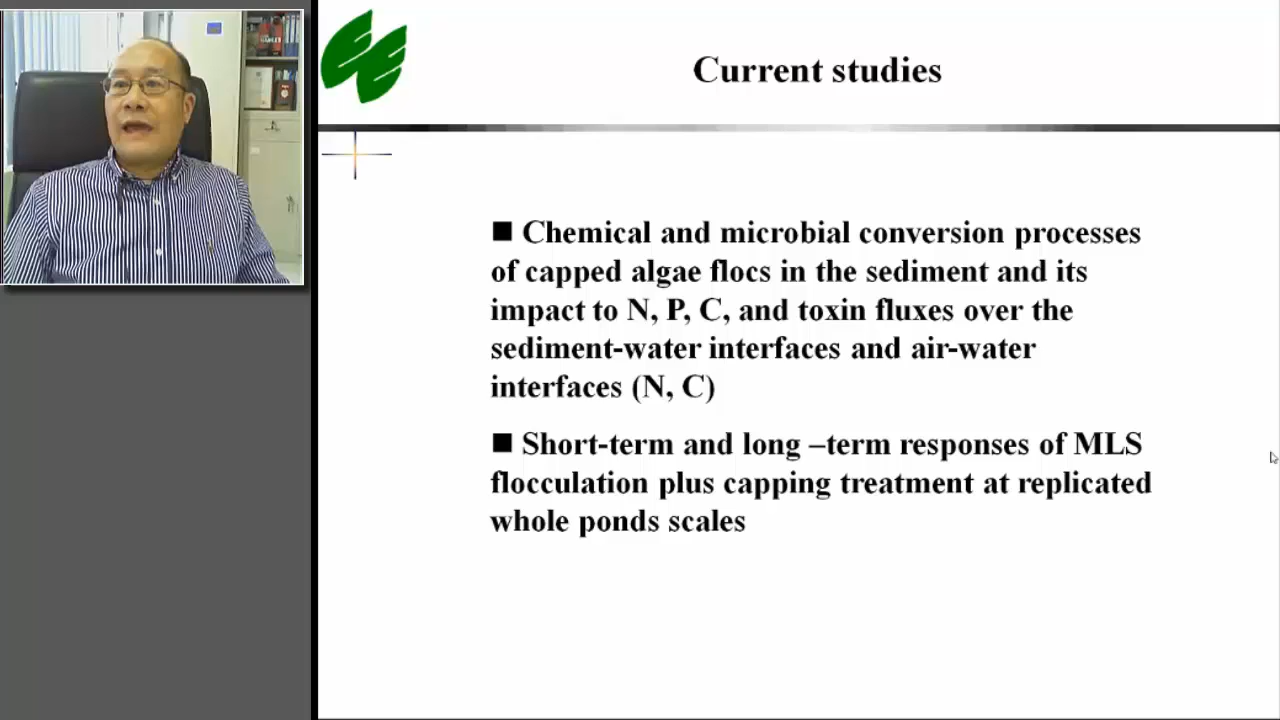 Current studies
■ Chemical and microbial conversion processes
of capped algae flocs in the sediment and its
impact to N, P, C, and toxin fluxes over the
sediment-water interfaces and air-water
interfaces (N, C)
■ Short-term and long –term responses of MLS
flocculation plus capping treatment at replicated
whole ponds scales